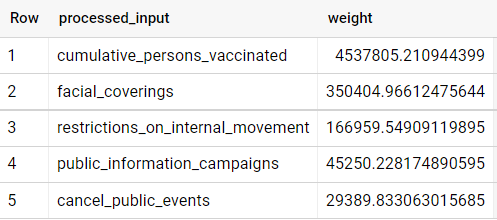 Row processed_input weight
1 cumulative_persons_vaccinated 4537805.210944399
2 facial_coverings 350404.96612475644
3 restrictions_on_internal_movement 166959.54909119895
4 public_information_campaigns 45250.228174890595
5 cancel_public_events 29389.833063015685